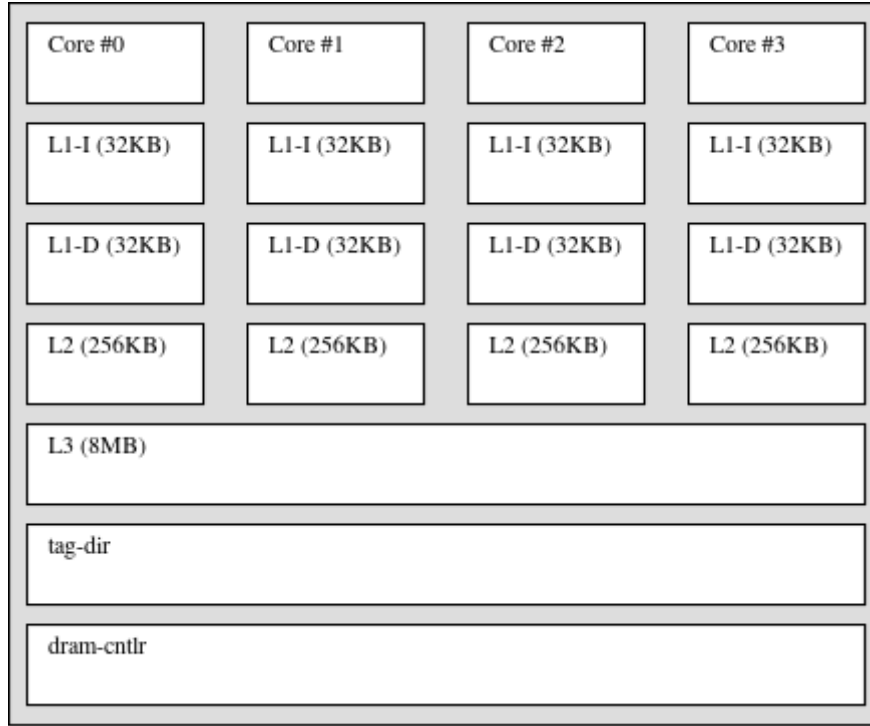 Core #0
Core #1
Core #2
Core #3
L1-I (32KB)
L1-I (32KB)
L1-I (32KB)
L1-I (32KB)
L1-D (32KB)
L1-D (32KB)
L1-D (32KB)
L1-D (32KB)
L2 (256KB)
L2 (256KB)
L2 (256KB)
L2 (256KB)
L3 (8MB)
tag-dir
dram-cntlr